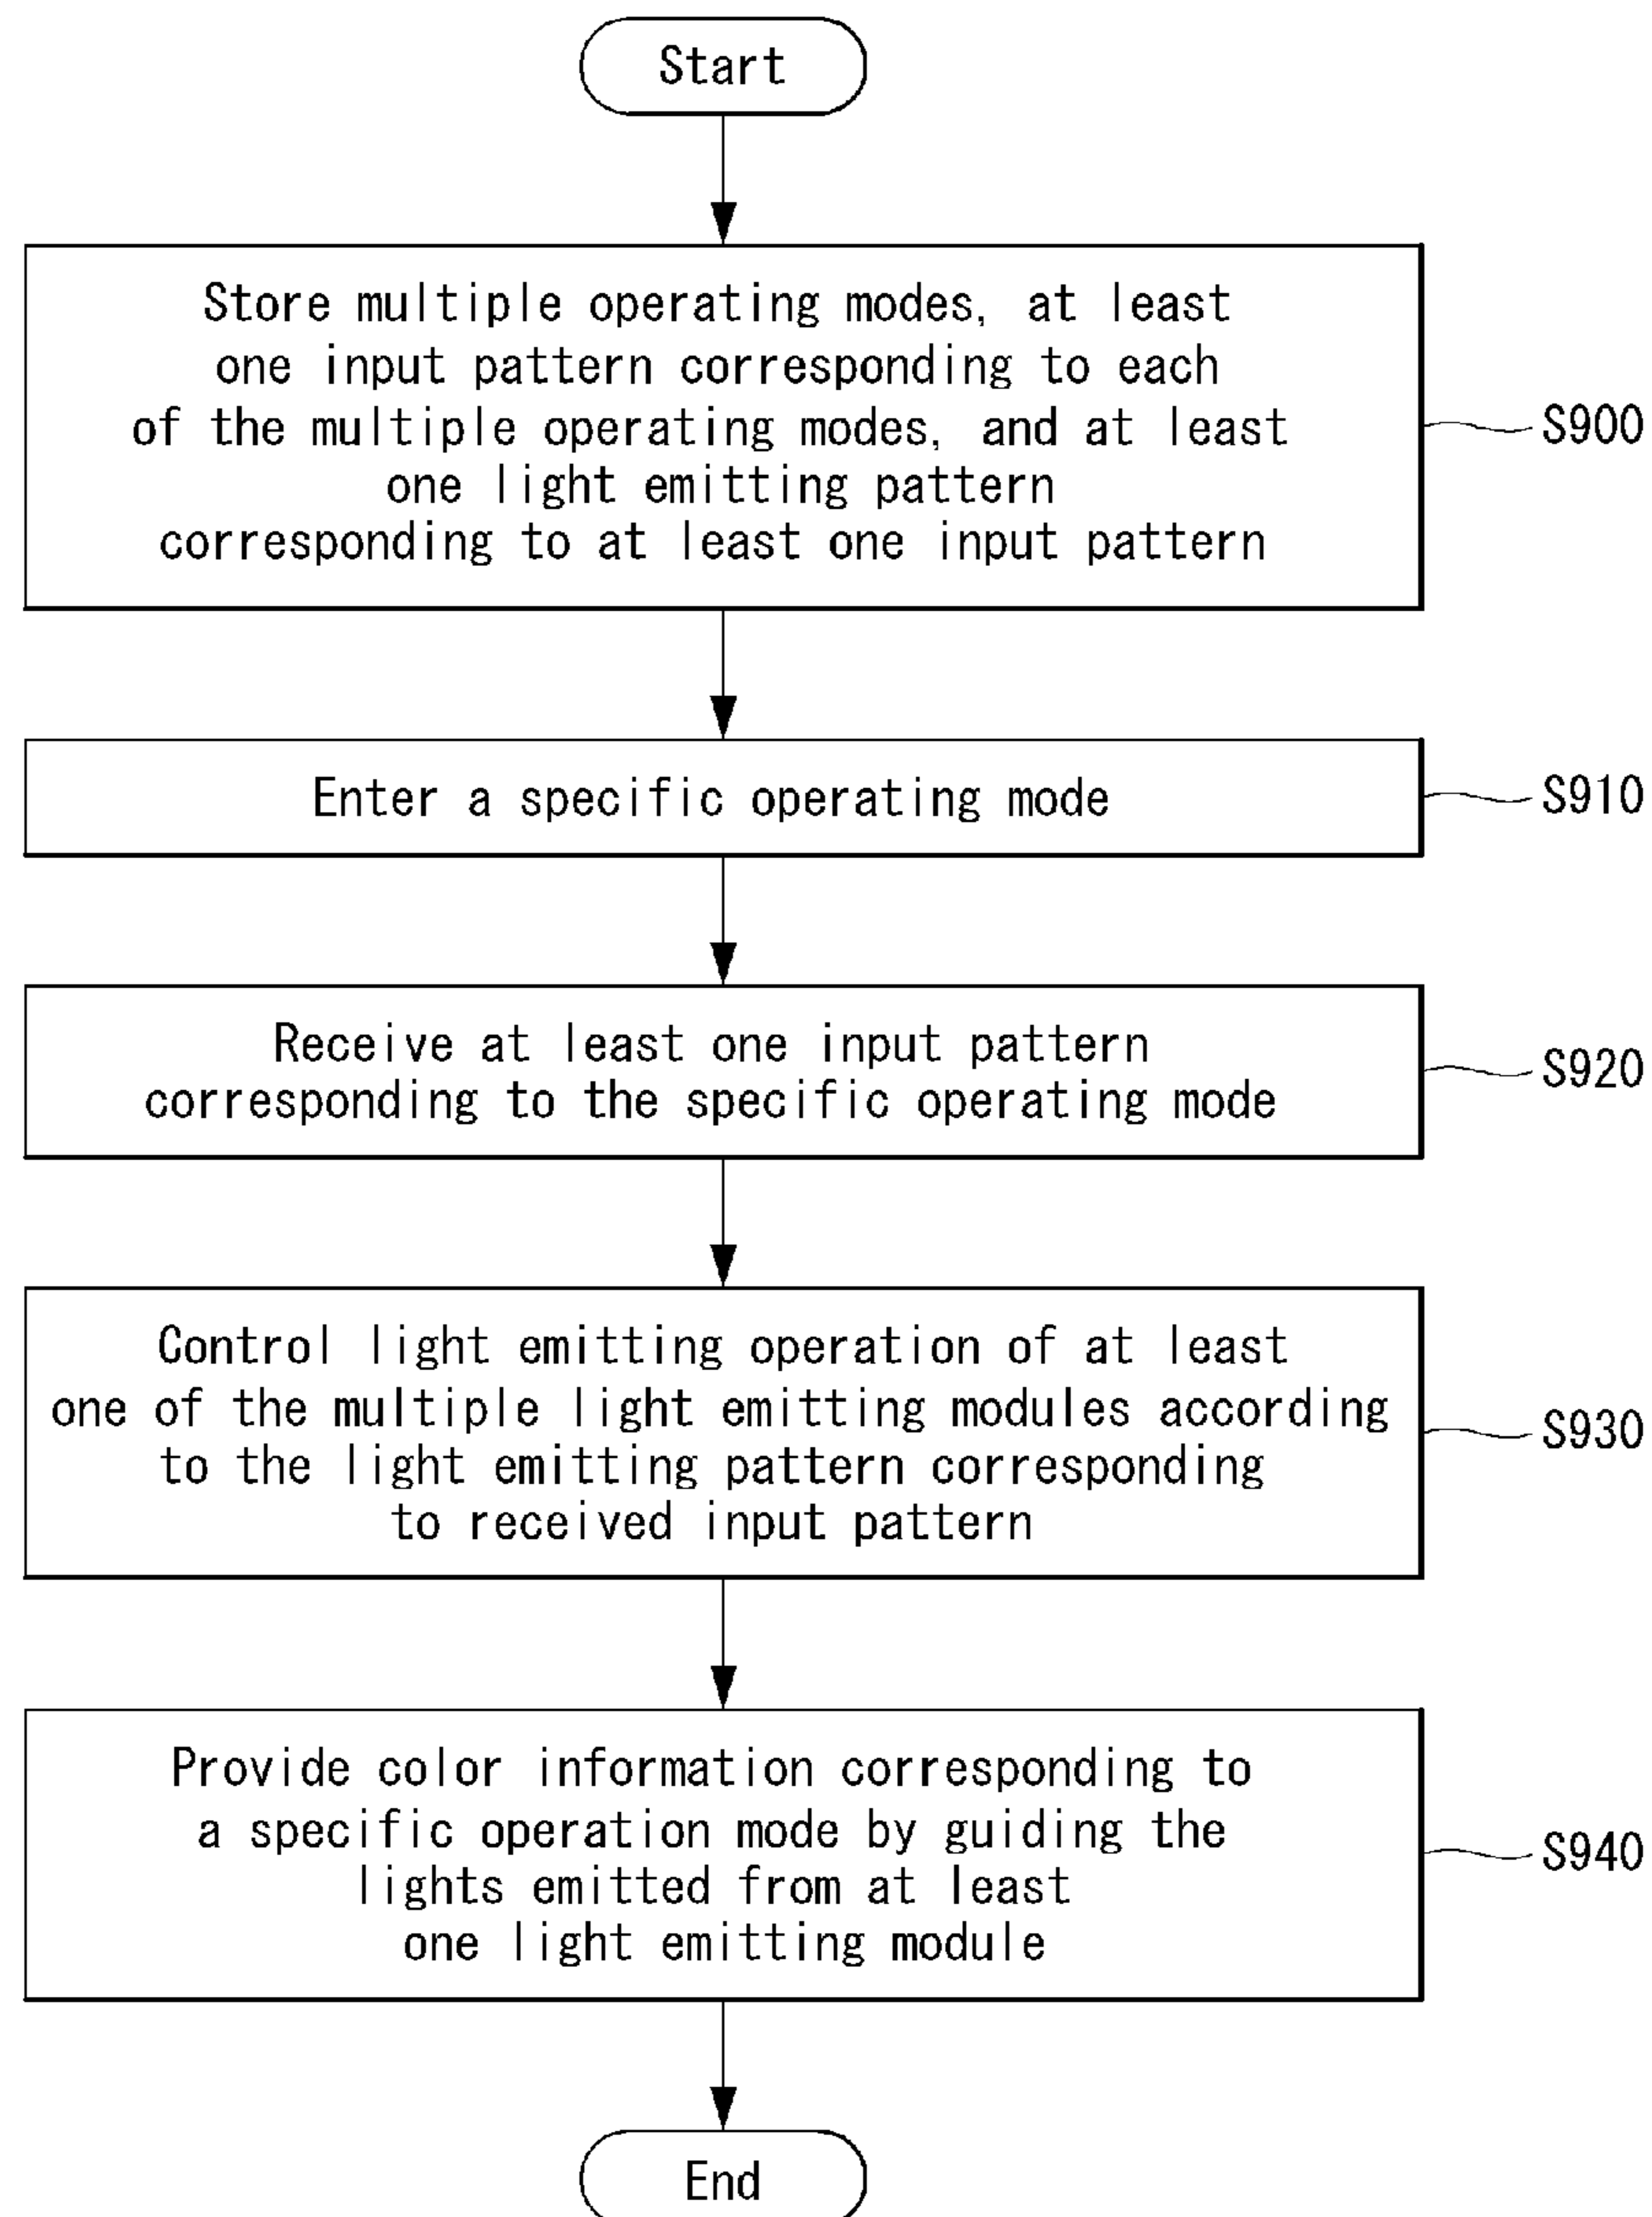 Start
Store multiple operating modes, at least
one input pattern corresponding to each
of the multiple operating modes, and at least
one light emitting pattern
corresponding to at least one input pattern
S900
Enter a specific operating mode
S910
Receive at least one input pattern
corresponding to the specific operating mode
S920
Control light emitting operation of at least
one of the multiple light emitting modules according
to the light emitting pattern corresponding
to received input pattern
S930
Provide color information corresponding to
a specific operation mode by guiding the
lights emitted from at least
one light emitting module
S940
End